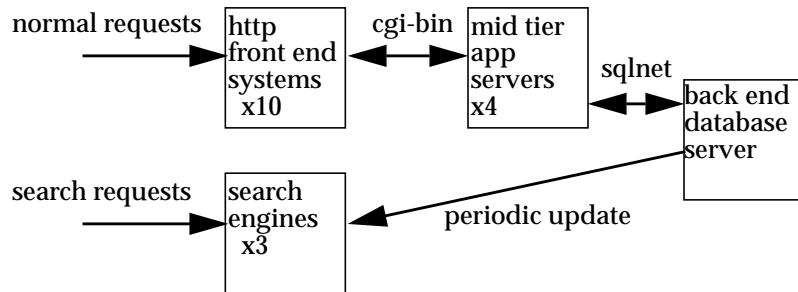 normal requests
http
front end
systems
x10
cgi-bin
mid tier
app
servers
x4
sqlnet
back end
database
server
search requests
search
engines
x3
periodic update